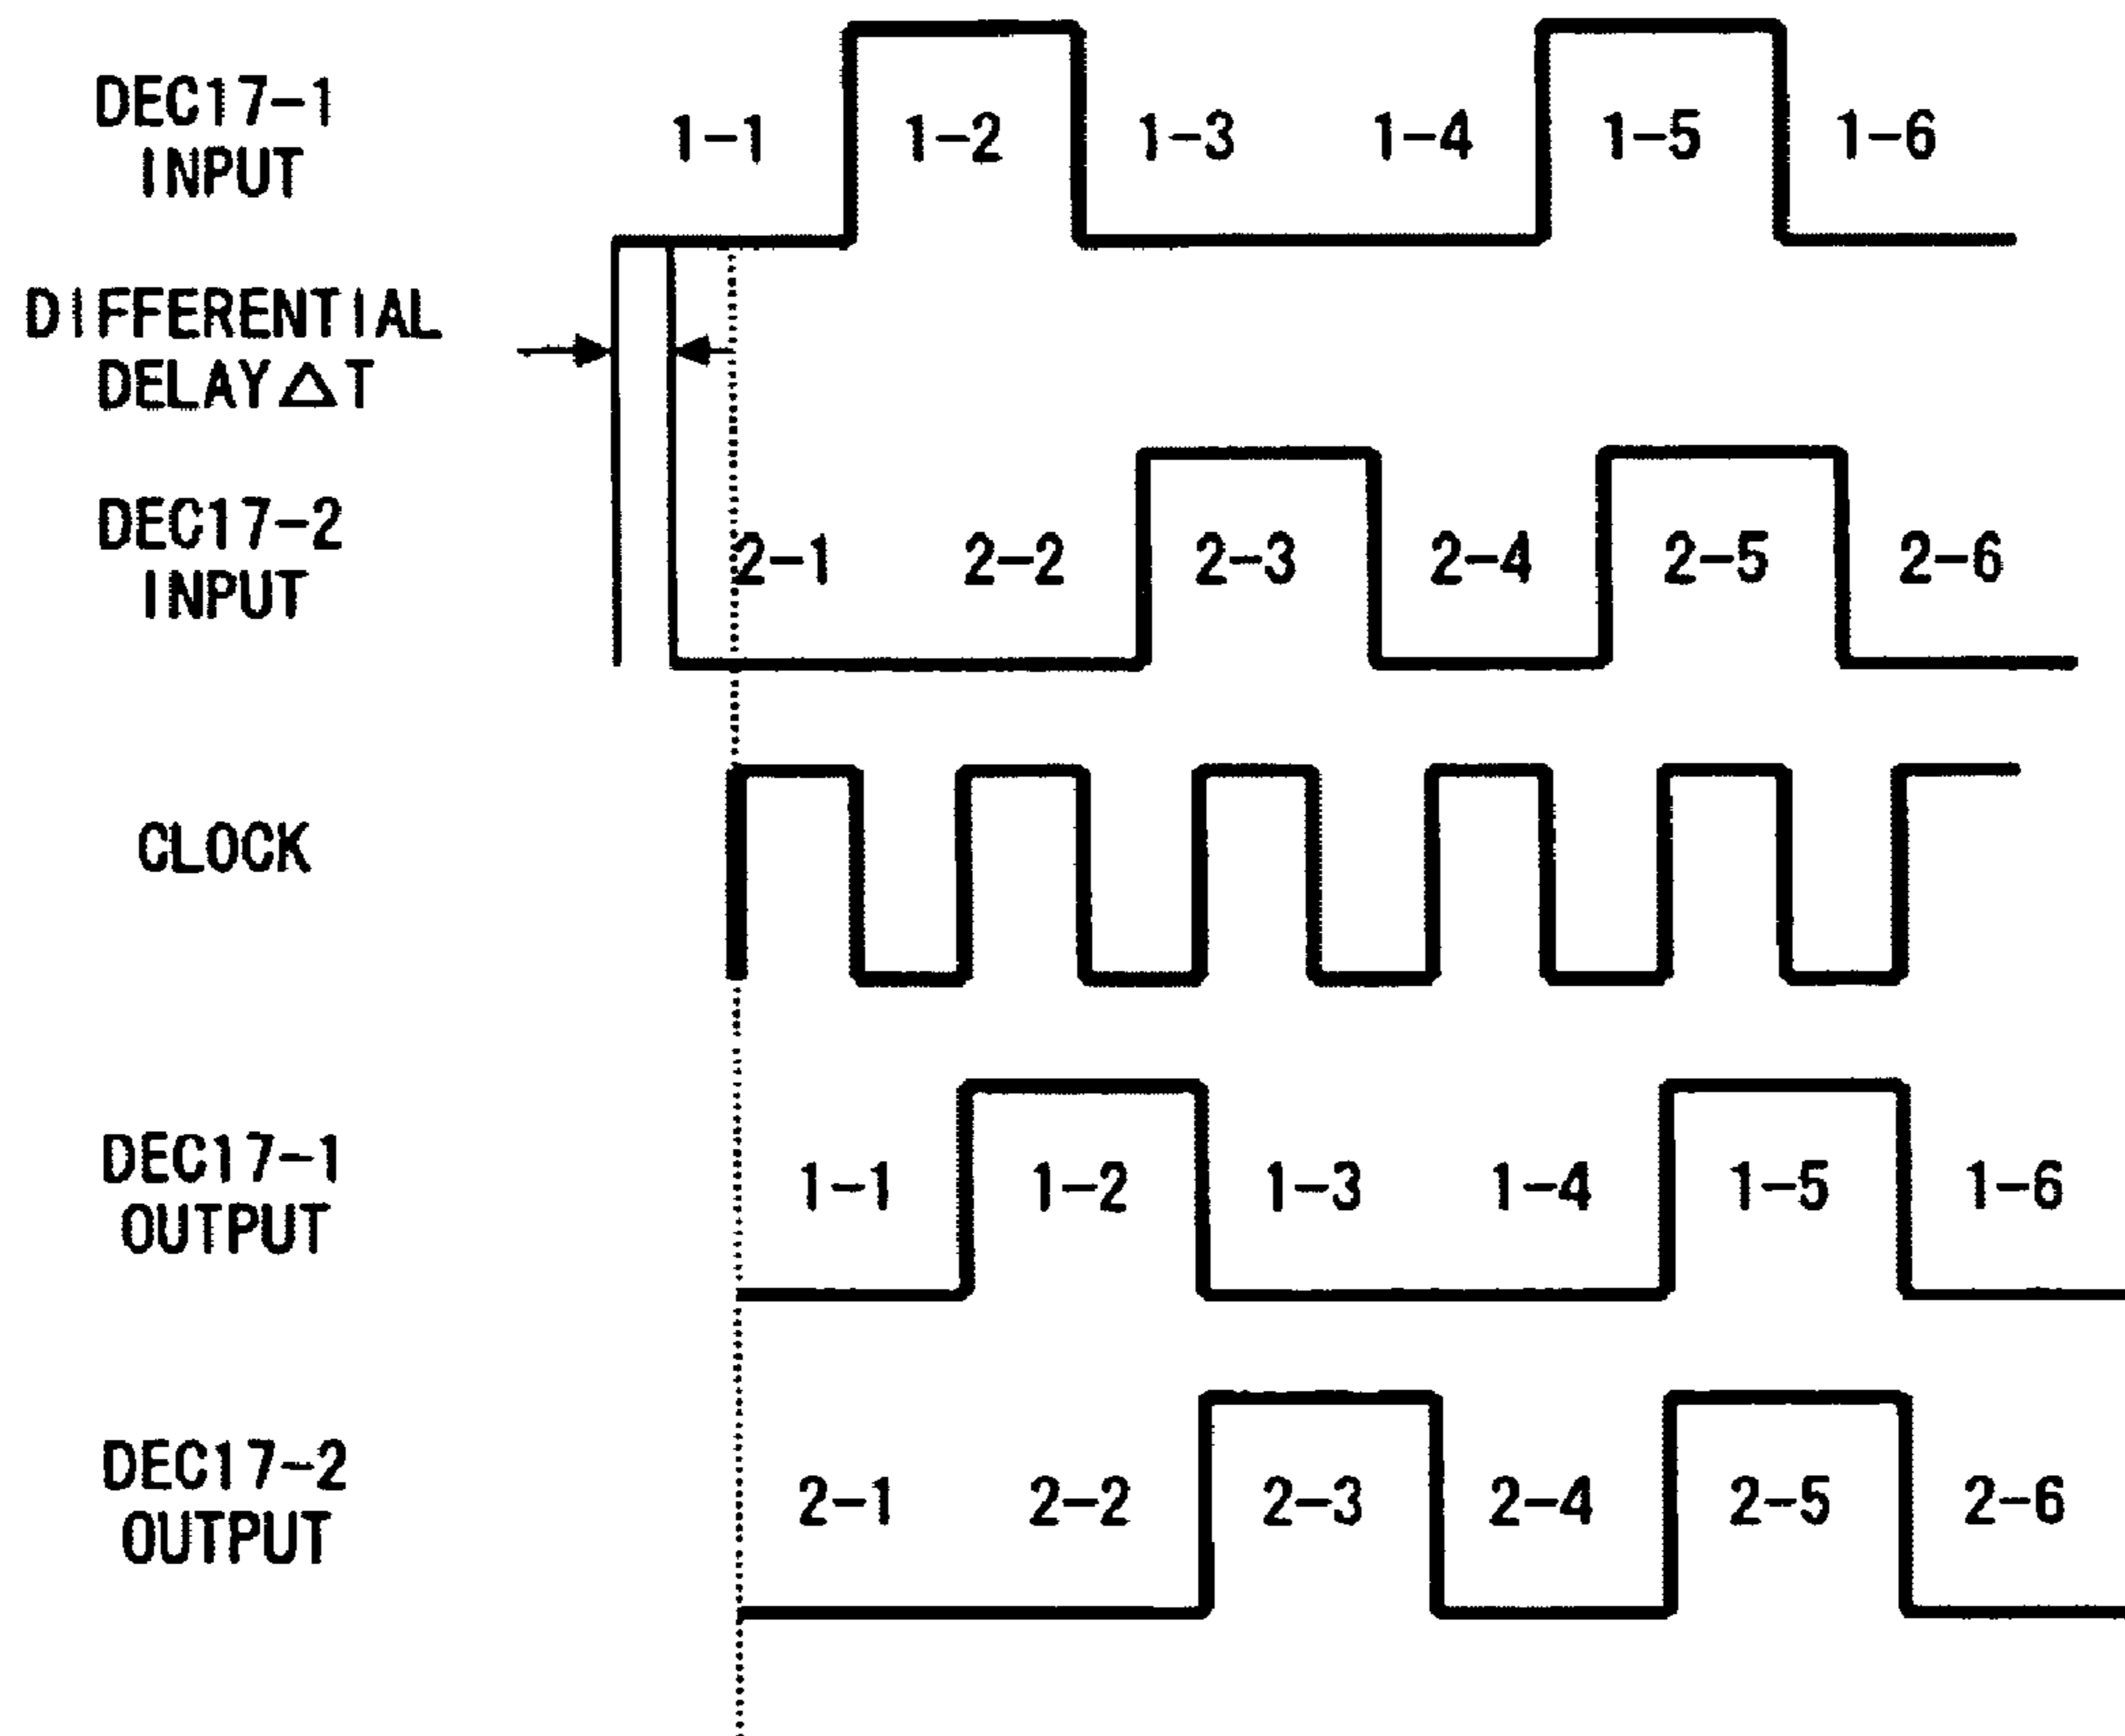 DEC17-1
INPUT
1-1 1-2 1-3 1-4 1-5 1-6
DIFFERENTIAL
DELAY△T
DEC17-2
INPUT
2-1 2-2 2-3 2-4 2-5 2-6
CLOCK
DEC17-1
OUTPUT
1-1 1-2 1-3 1-4 1-5 1-6
DEC17-2
OUTPUT
2-1 2-2 2-3 2-4 2-5 2-6